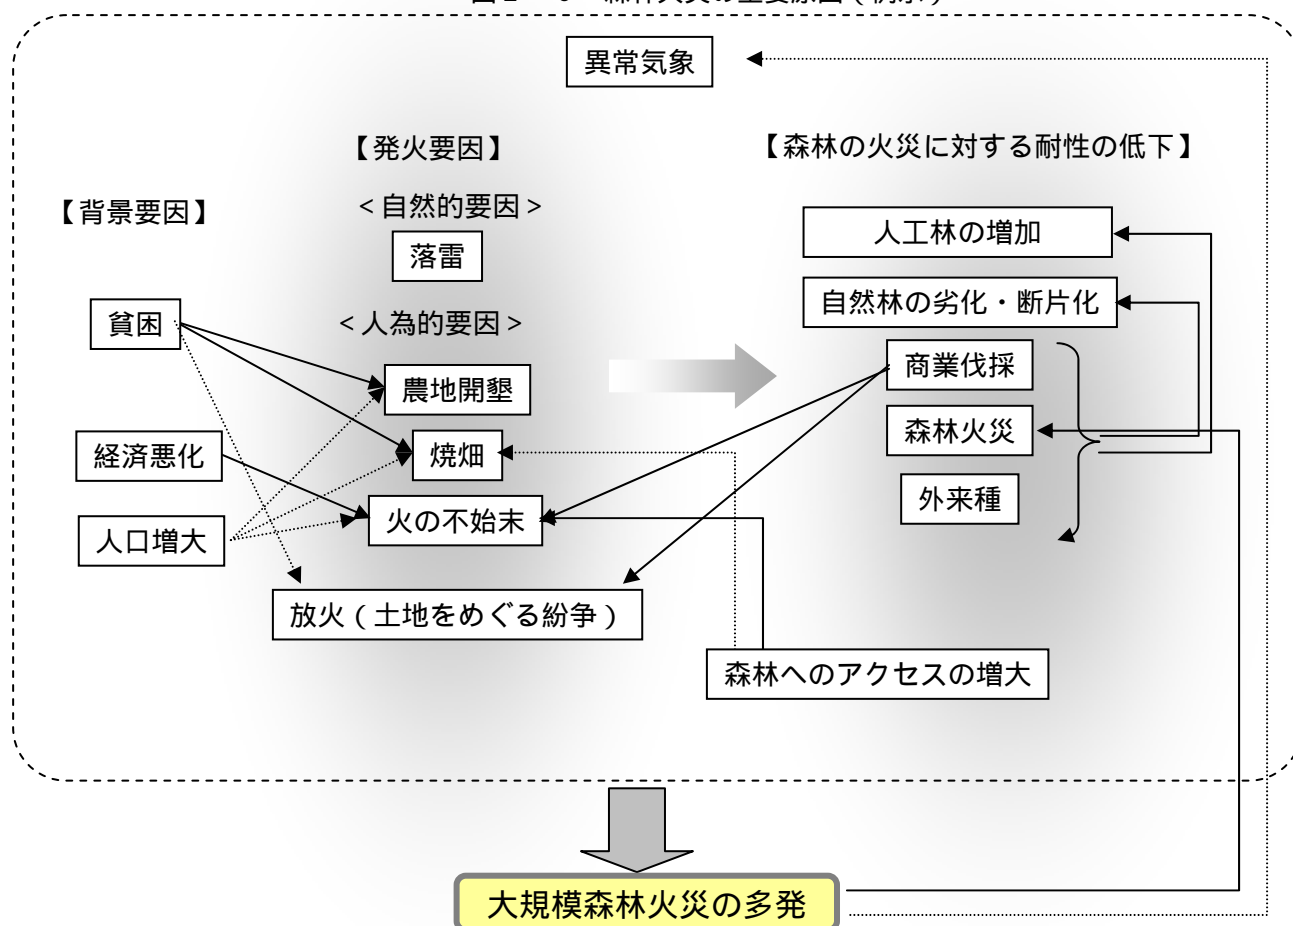 異常気象
【発火要因】
【森林の火災に対する耐性の低下】
<自然的要因>
【背景要因】
人工林の増加
落雷
自然林の劣化・断片化
貧困
<人為的要因>
商業伐採
農地開墾
森林火災
経済悪化
焼畑
外来種
火の不始末
人口増大
放火(土地をめぐる紛争)
森林へのアクセスの増大
大規模森林火災の多発